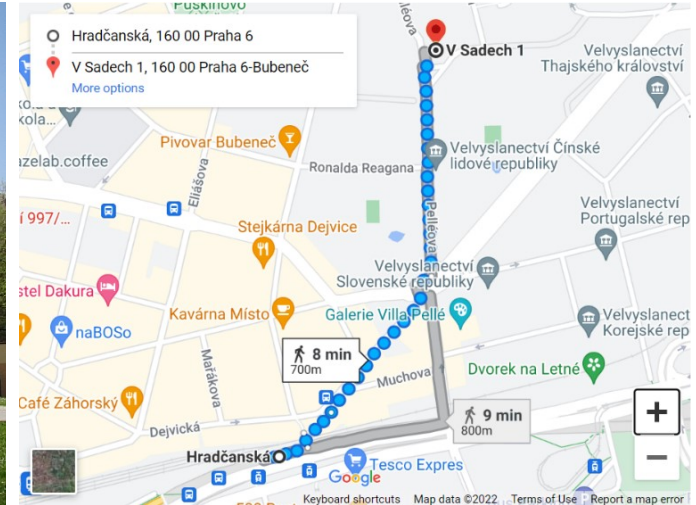 Puškinovo
Hradčanská, 160 00 Praha 6
V Sadech 1, 160 00 Praha 6-Bubeneč
More options
V Sadech 1
Velvyslanectví
Thajského království
Pivovar Bubeneč
Velvyslanectví Čínské
lidové republiky
azelab.coffee
Ronalda Reagana
Eliášova
Pelléova
Velvyslanectví
Portugalské rep
í 997/...
Stejkárna Dejvice
Velvyslanectví
Slovenské republiky
stel Dakura
Kavárna Místo
Galerie Villa Pellé
Velvyslanect
Korejské rep
naBOSo
8 min
700m
Mařákova
Muchova
Dvorek na Letné
Café Záhorský
Dejvická
9 min
800m
Hradčanská
Tesco Expres
Google
Keyboard shortcuts Map data ©2022 Terms of Use Report a map error